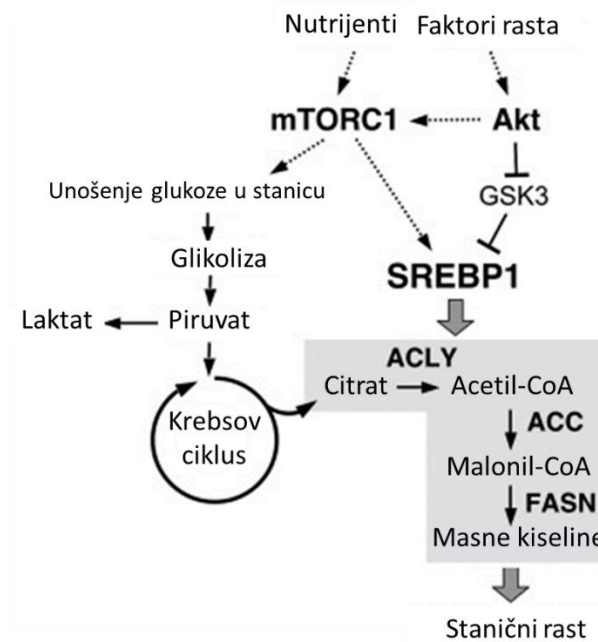 Nutrijenti Faktori rasta
mTORC1 Akt
Unošenje glukoze u stanicu GSK3
Glikoliza
SREBP1
Laktat Piruvat
ACLY
Citrat Acetil-CoA
Krebsov
ciklus
ACC
Malonil-CoA
FASN
Masne kiseline
Stanični rast